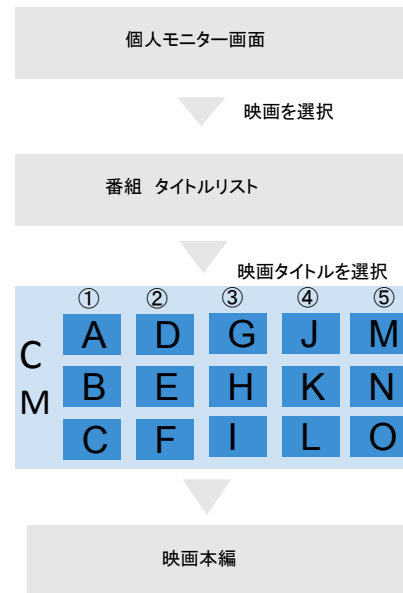 個人モニター画面
映画を選択
番組 タイトルリスト
映画タイトルを選択
① ② ③ ④ ⑤
CM
A D G J M
B E H K N
C F I L O
映画本編